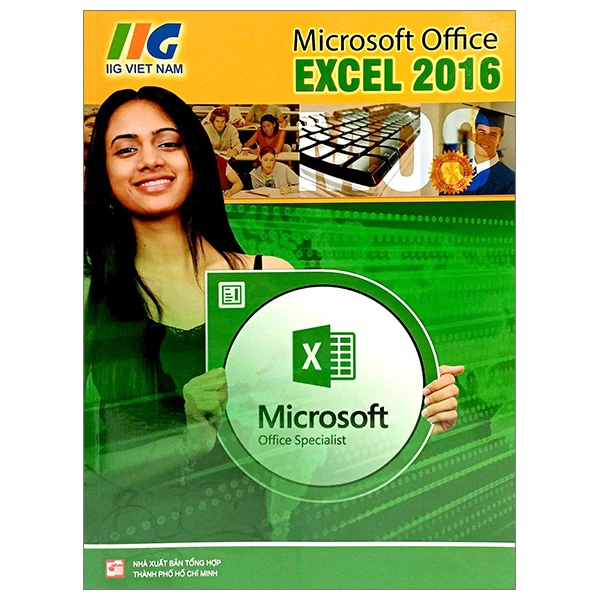 IIG
IIG VIET NAM
Microsoft Office
EXCEL 2016
MOS
X
Microsoft
Office Specialist
NHÀ XUẤT BẢN TỔNG HỢP
THÀNH PHỐ HỒ CHÍ MINH